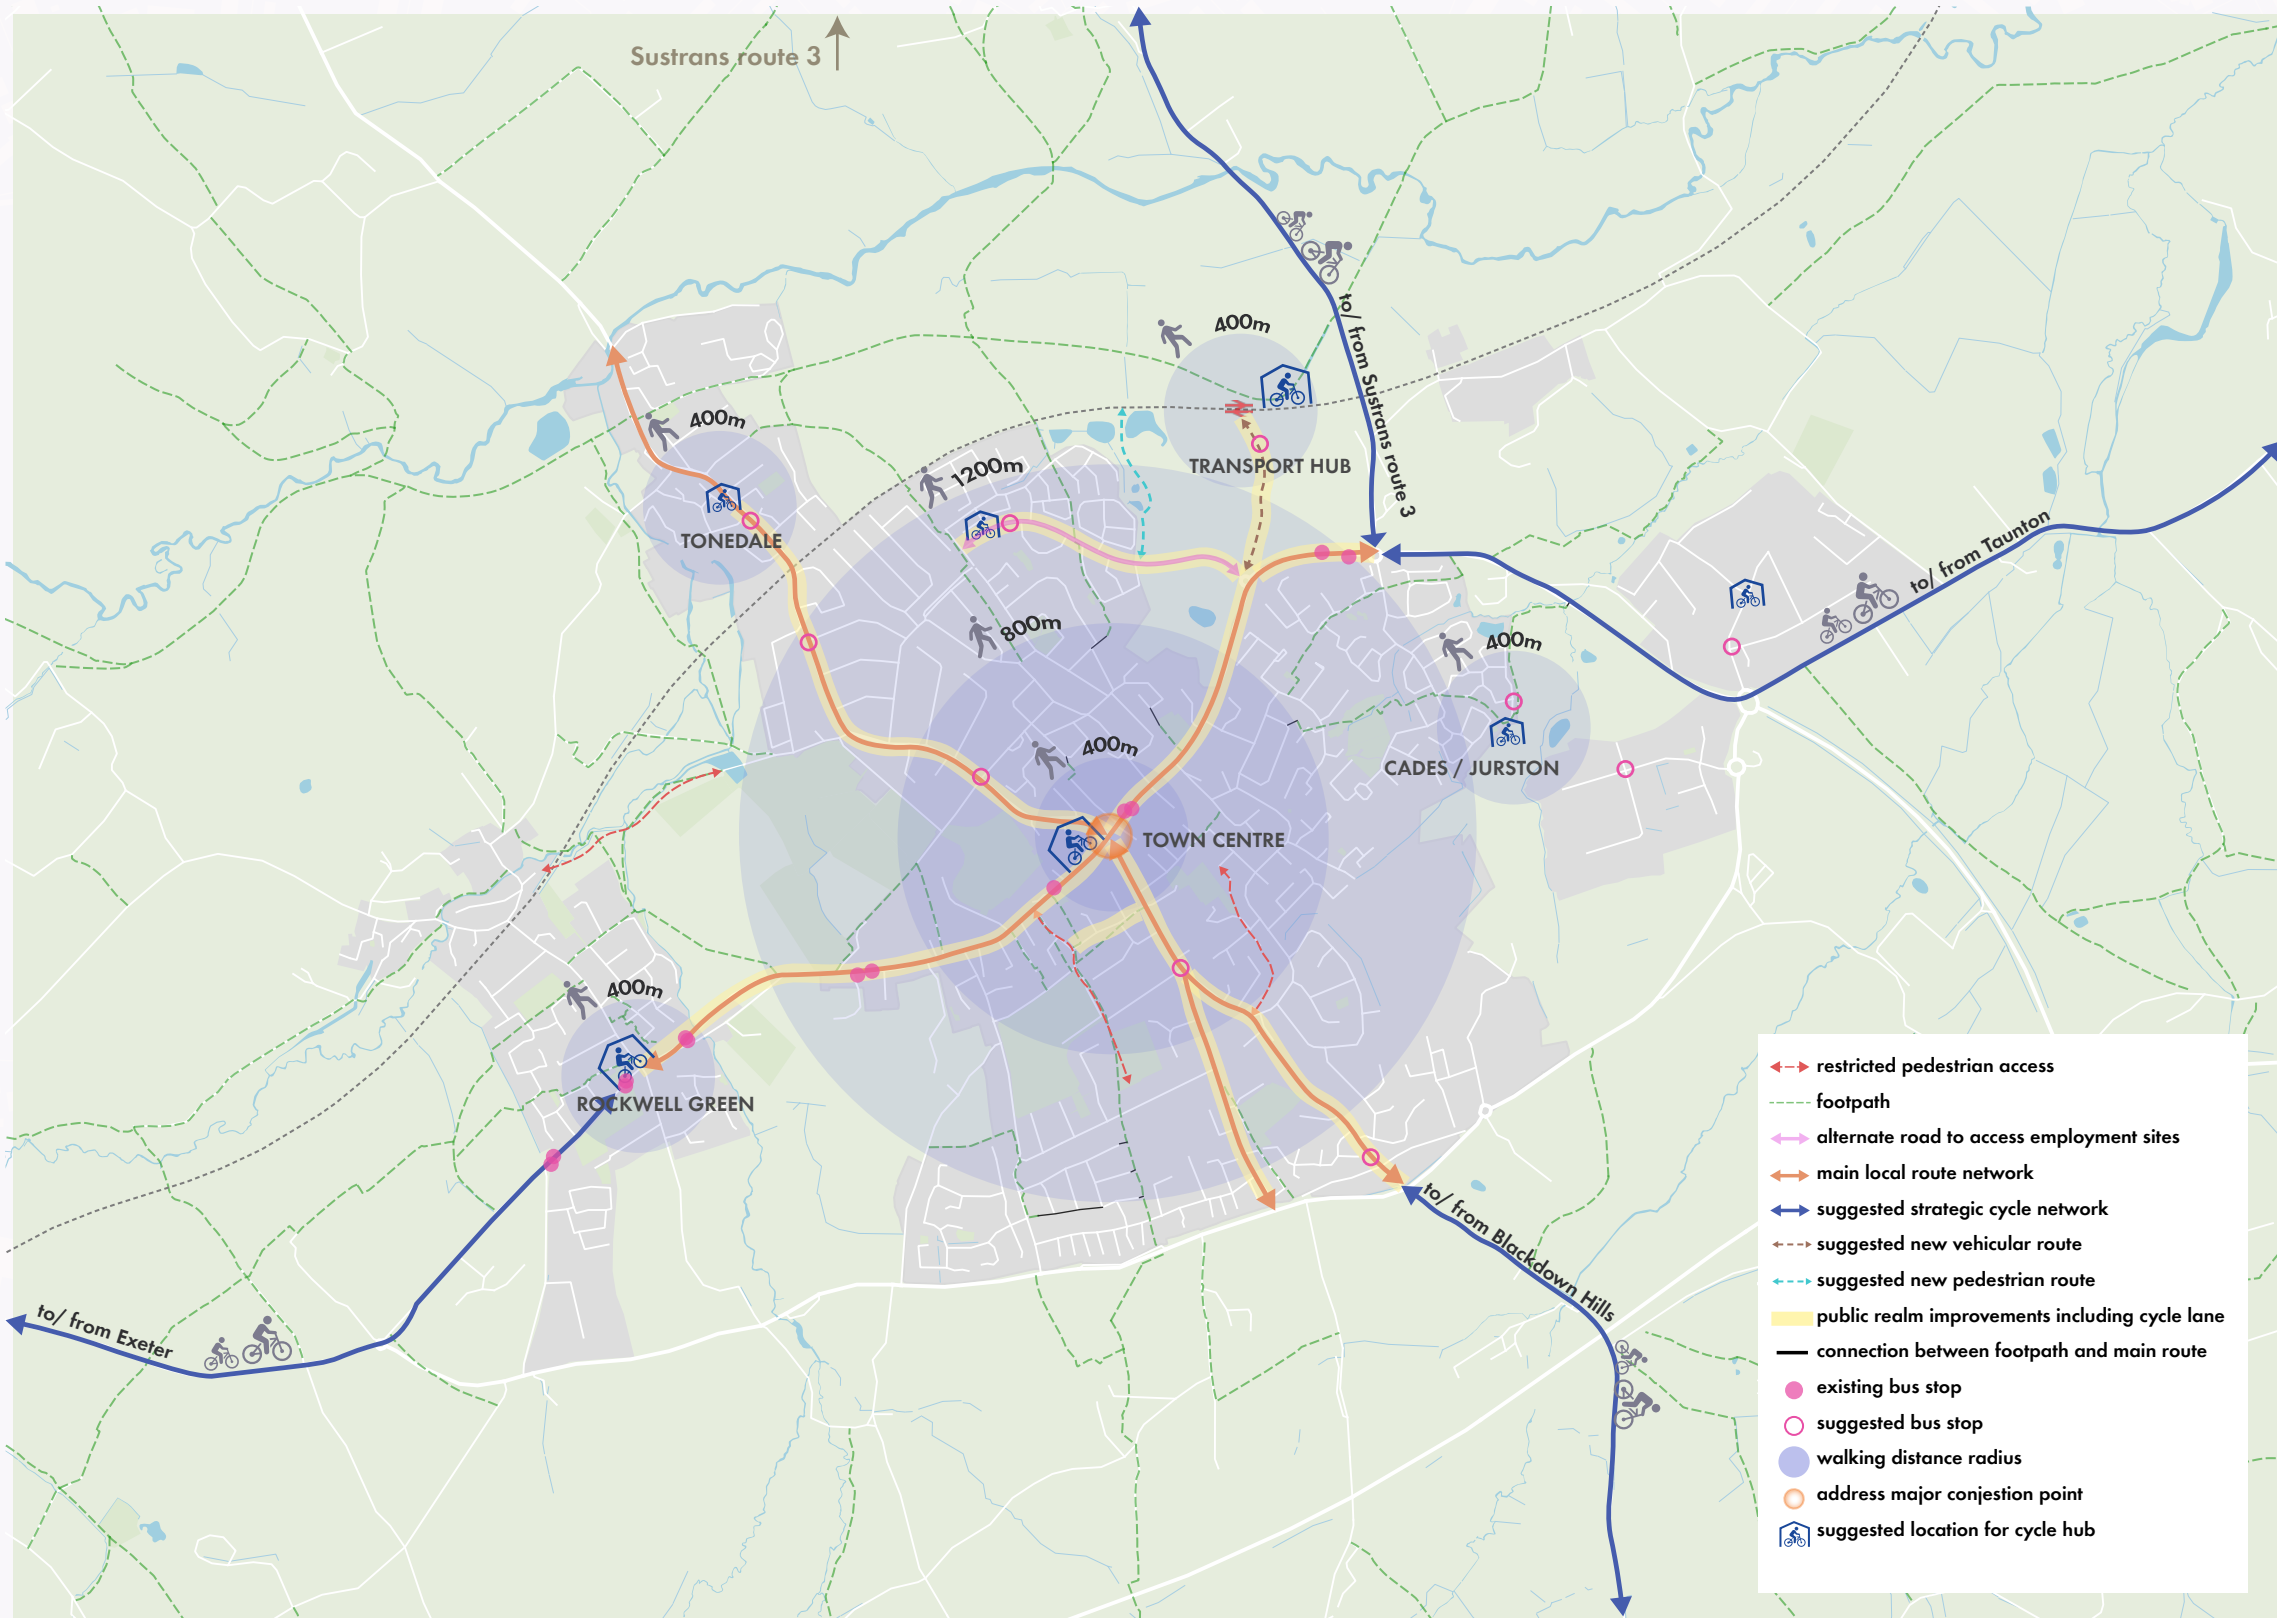 Sustrans route 3
400m
to/ from Sustrans route 3
400m
TRANSPORT HUB
1200m
TONEDALE
to/ from Taunton
800m
400m
400m
CADES / JURSTON
TOWN CENTRE
400m
ROCKWELL GREEN
to/ from Blackdown Hills
to/ from Exeter
restricted pedestrian access
footpath
alternate road to access employment sites
main local route network
suggested strategic cycle network
suggested new vehicular route
suggested new pedestrian route
public realm improvements including cycle lane
connection between footpath and main route
existing bus stop
suggested bus stop
walking distance radius
address major conjestion point
suggested location for cycle hub